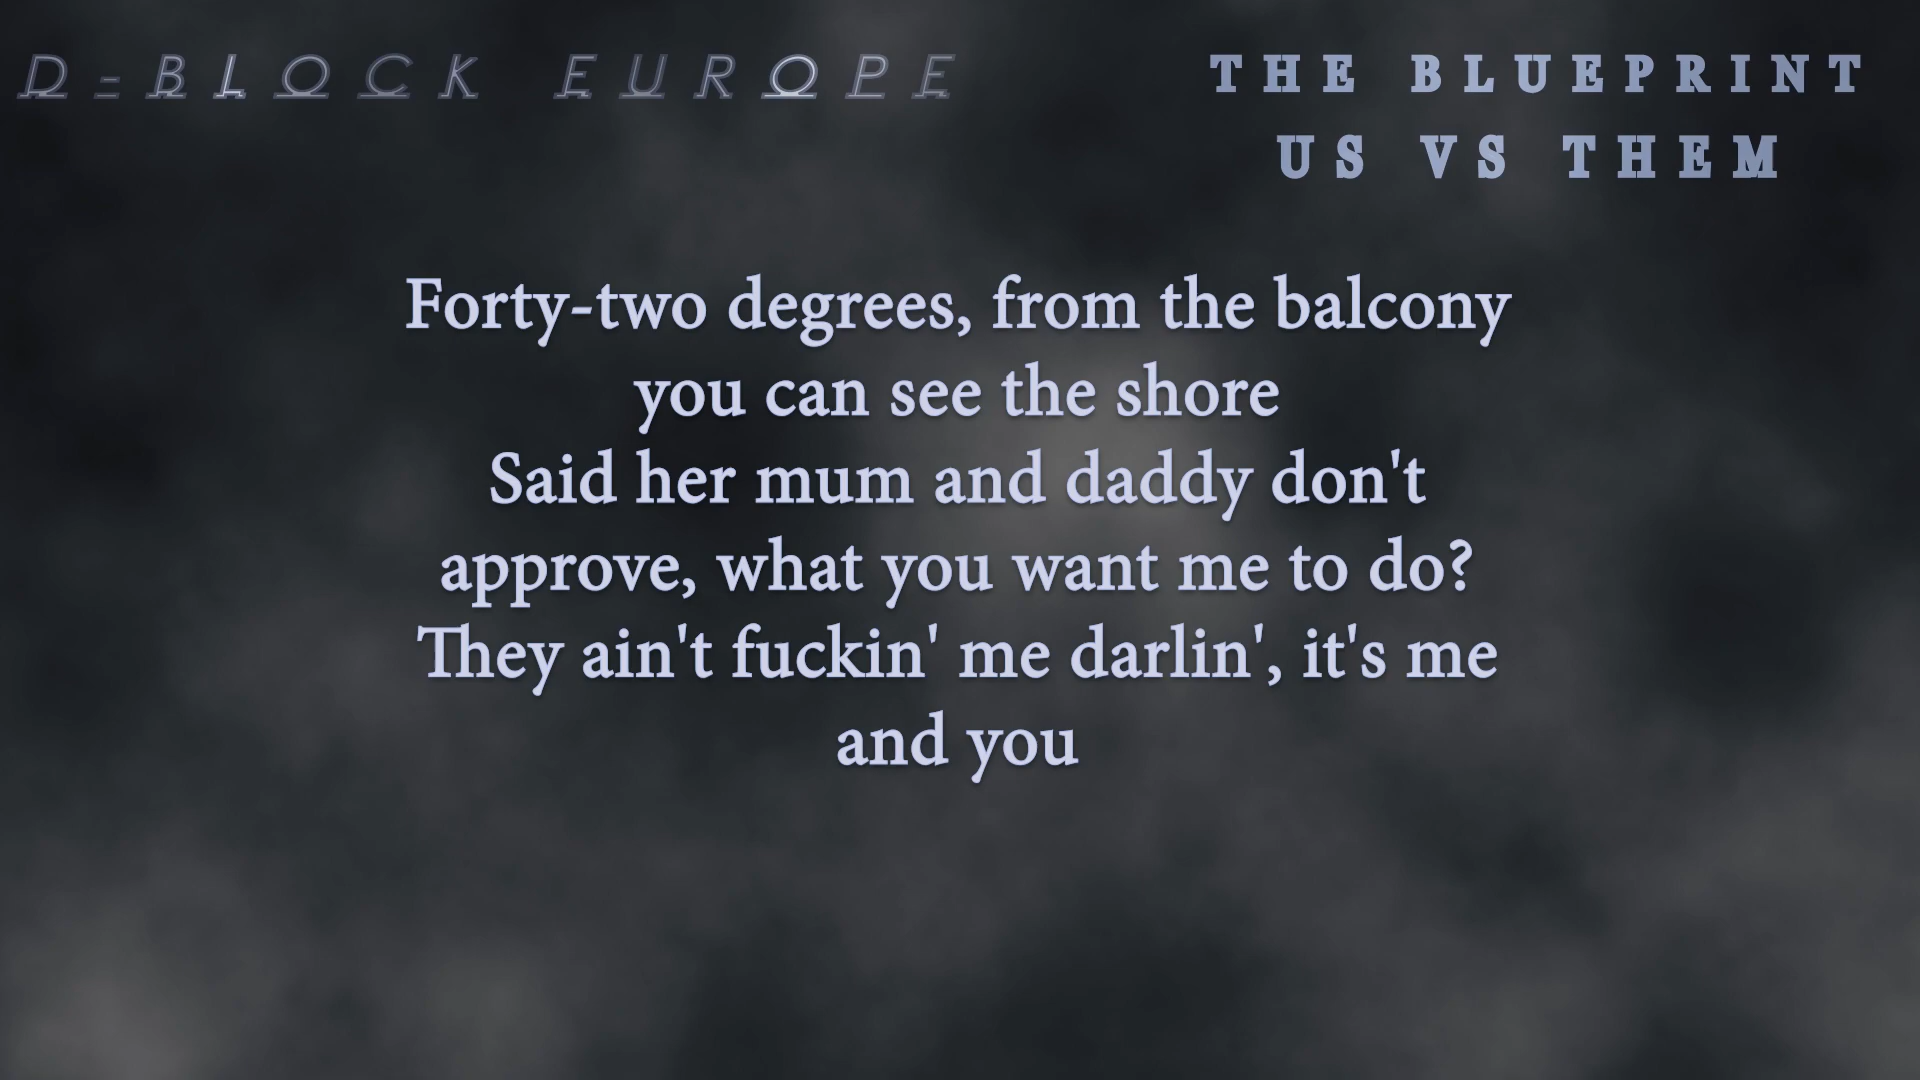 D-BLOCK EUROPE
THE BLUEPRINT
US VS THEM
Forty-two degrees, from the balcony
you can see the shore
Said her mum and daddy don't
approve, what you want me to do?
They ain't fuckin' me darlin', it's me
and you